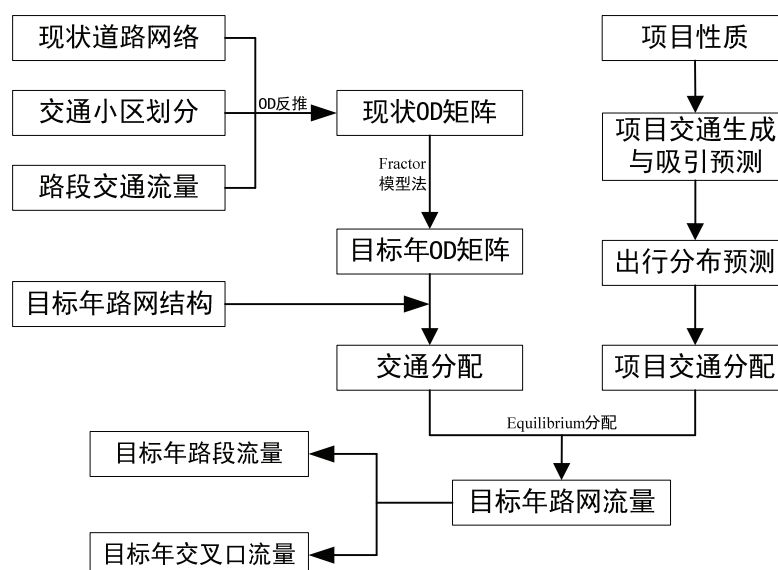 现状道路网络
项目性质
交通小区划分
OD反推
现状OD矩阵
项目交通生成
与吸引预测
路段交通流量
Fractor
模型法
目标年OD矩阵
出行分布预测
目标年路网结构
交通分配
项目交通分配
Equilibrium分配
目标年路段流量
目标年路网流量
目标年交叉口流量